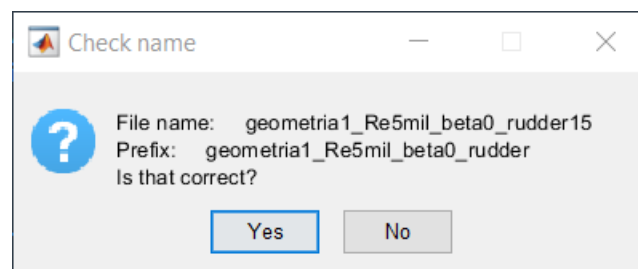 Check name
File name: geometria1_Re5mil_beta0_rudder15
Prefix: geometria1_Re5mil_beta0_rudder
Is that correct?
Yes No